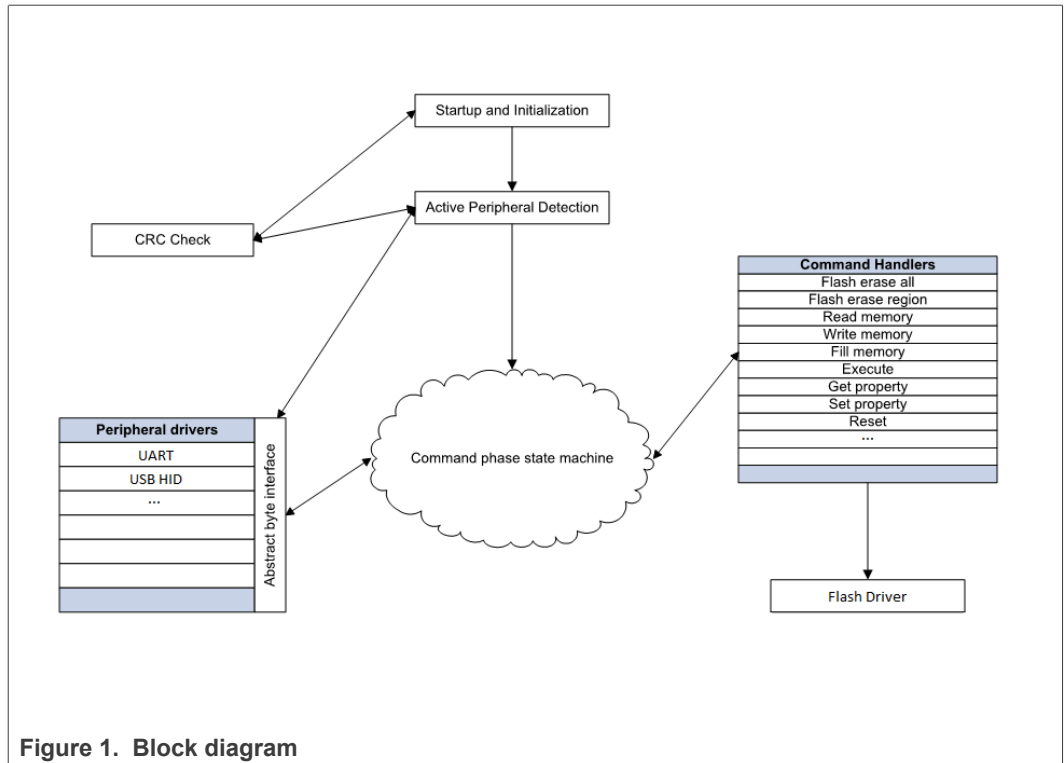 Startup and Initialization
Active Peripheral Detection
CRC Check
Command Handlers
Flash erase all
Flash erase region
Read memory
Write memory
Fill memory
Execute
Get property
Set property
Reset
...
Peripheral drivers
UART
USB HID
...
Abstract byte interface
Command phase state machine
Flash Driver
Figure 1. Block diagram